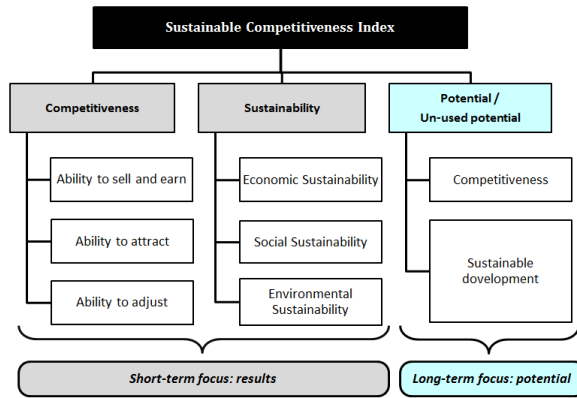 Sustainable Competitiveness Index
Competitiveness
Sustainability
Potential /
Un-used potential
Ability to sell and earn
Economic Sustainability
Competitiveness
Ability to attract
Social Sustainability
Sustainable
dovelopment
Ability to adjust
Environmental
Sustainability
Short-term focus: results
Long-term focus: potential